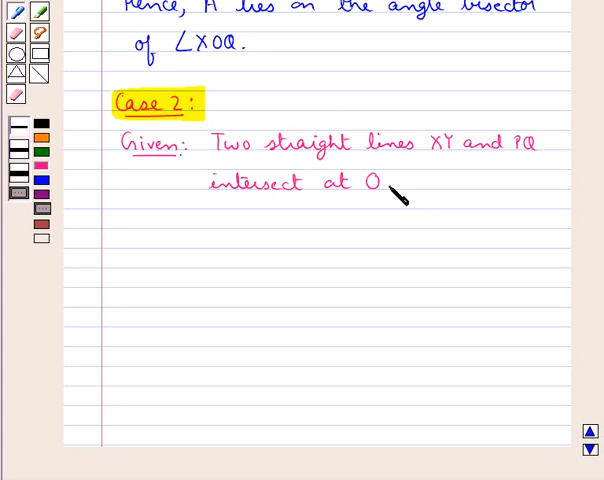 Hence, A lies on the angle bisector
of ∠XOQ.
Case 2:
Given: Two straight lines XY and PQ
intersect at O